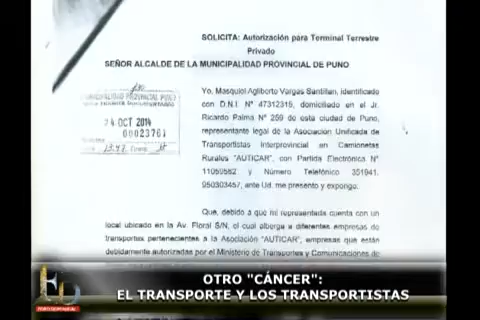 SOLICITA: Autorización para Terminal Terrestre
Privado
SEÑOR ALCALDE DE LA MUNICIPALIDAD PROVINCIAL DE PUNO
Yo, Masquiel Agliberto Vargas Santillan, identificado
con D.N.I. N° 47312315, domiciliado en el Jr.
Ricardo Palma N° 259 de esta ciudad de Puno,
representante legal de la Asociación Unificada de
Transportistas Interprovincial en Camionetas
Rurales "AUTICAR", con Partida Electrónica N°
11059562 y Número Telefónico 351941,
950303457, ante Ud. me presento y expongo:
MUNICIPALIDAD PROVINCIAL PUNO
OCT 2014
00023761
Que, debido a que mi representada cuenta con un
local ubicado en la Av. Floral S/N, el cual alberga a diferentes empresas de
transportes pertenecientes a la Asociación "AUTICAR", empresas que están
debidamente autorizadas por el Ministerio de Transportes y Comunicaciones de
OTRO "CÁNCER":
EL TRANSPORTE Y LOS TRANSPORTISTAS